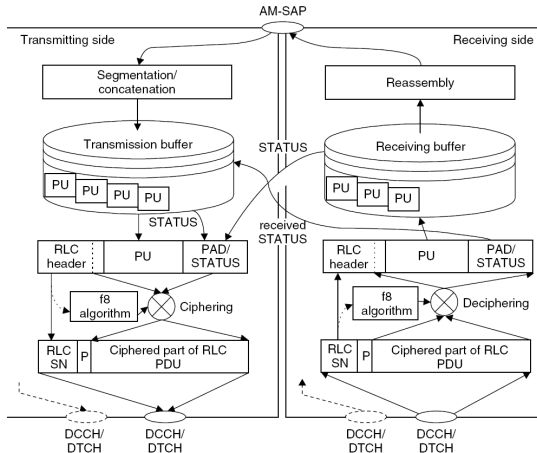 AM-SAP
Transmitting side
Receiving side
Segmentation/
concatenation
Reassembly
Transmission buffer
STATUS
Receiving buffer
PU
PU
PU
PU
PU
PU
PU
STATUS
received
STATUS
RLC
header
PU
PAD/
STATUS
RLC
header
PU
PAD/
STATUS
f8
algorithm
Ciphering
f8
algorithm
Deciphering
RLC
SN
P
Ciphered part of RLC
PDU
RLC
SN
P
Ciphered part of RLC
PDU
DCCH/
DTCH
DCCH/
DTCH
DCCH/
DTCH
DCCH/
DTCH